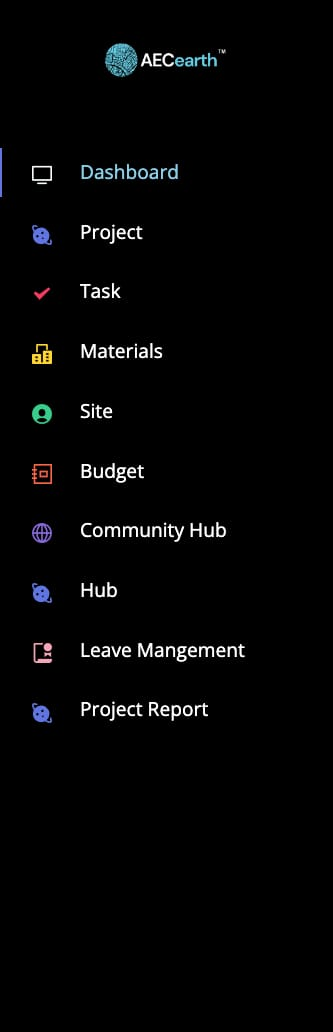 AECearth™
Dashboard
Project
Task
Materials
Site
Budget
Community Hub
Hub
Leave Mangement
Project Report